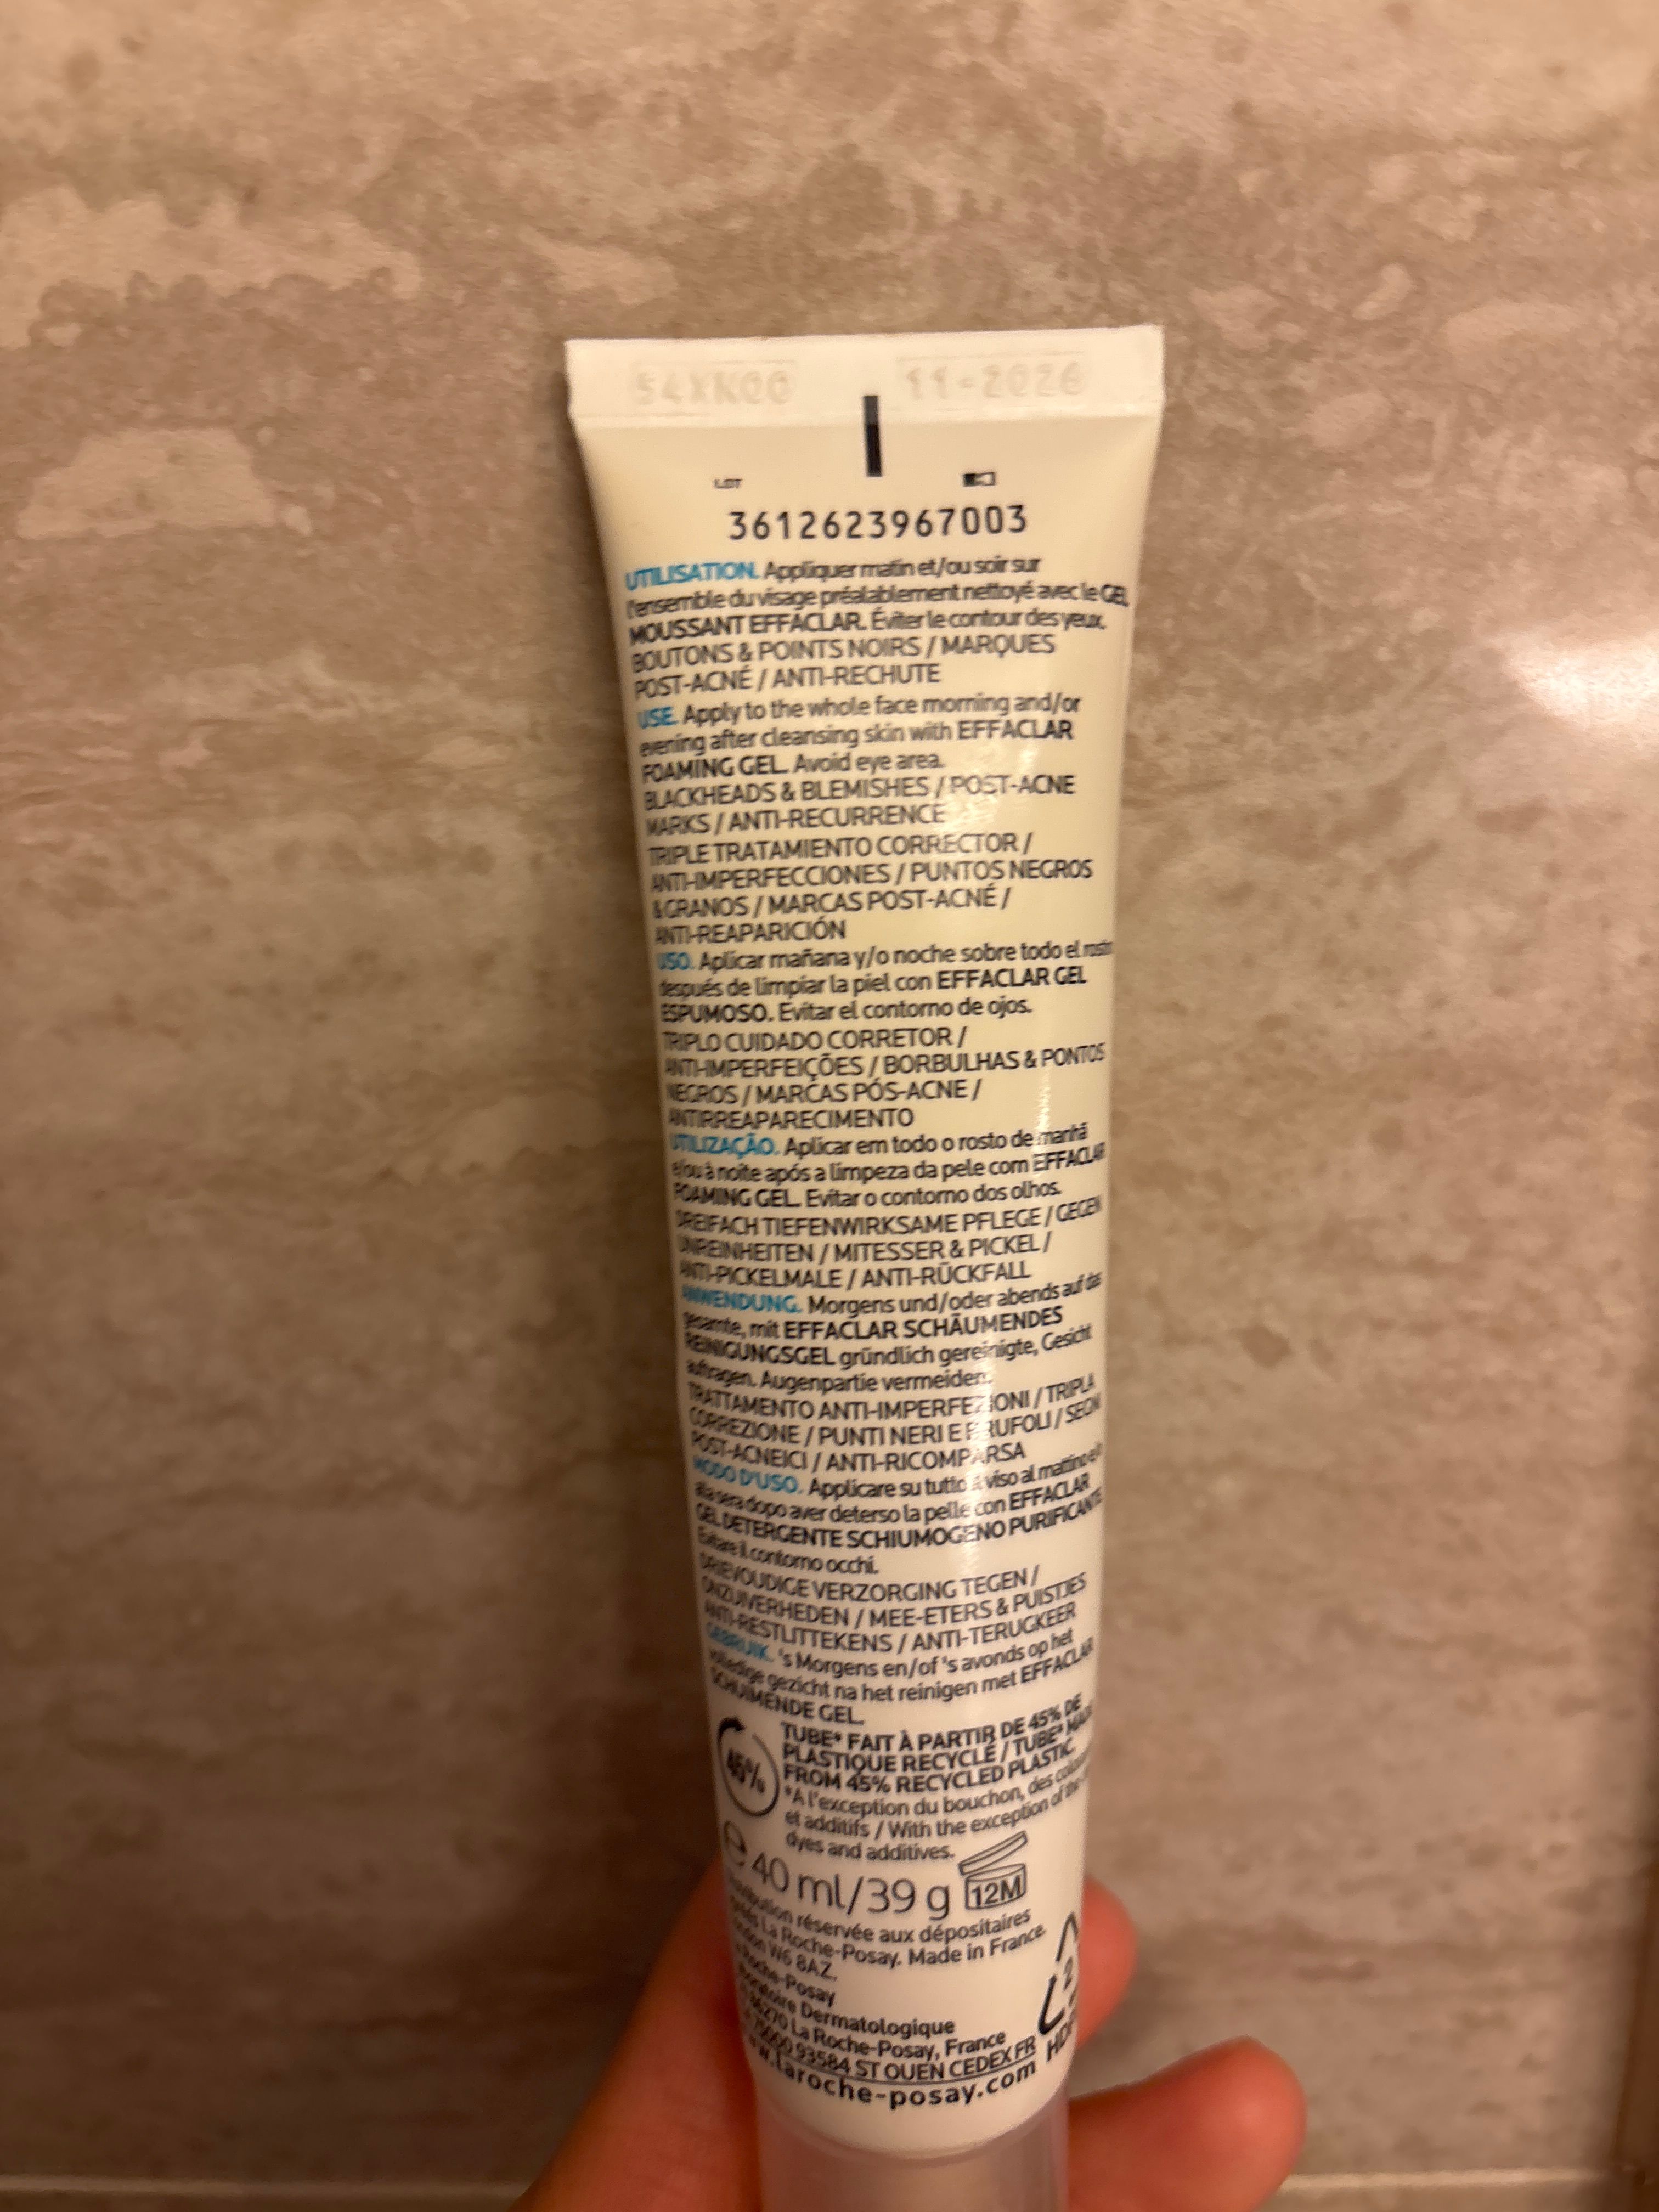 54XN00 11-2026
LOT
3612623967003
UTILISATION. Appliquer matin et/ou soir sur
l'ensemble du visage préalablement nettoyé avec le GEL
MOUSSANT EFFACLAR. Éviter le contour des yeux.
BOUTONS & POINTS NOIRS / MARQUES
POST-ACNÉ / ANTI-RECHUTE
USE. Apply to the whole face morning and/or
evening after cleansing skin with EFFACLAR
FOAMING GEL. Avoid eye area.
BLACKHEADS & BLEMISHES / POST-ACNE
MARKS / ANTI-RECURRENCE
TRIPLE TRATAMIENTO CORRECTOR /
ANTI-IMPERFECCIONES / PUNTOS NEGROS
& GRANOS / MARCAS POST-ACNÉ /
ANTI-REAPARICIÓN
USO. Aplicar mañana y/o noche sobre todo el rostro
después de limpiar la piel con EFFACLAR GEL
ESPUMOSO. Evitar el contorno de ojos.
TRIPLO CUIDADO CORRETOR /
ANTI-IMPERFEIÇÕES / BORBULHAS & PONTOS
NEGROS / MARCAS PÓS-ACNE /
ANTIRREAPARECIMENTO
UTILIZAÇÃO. Aplicar em todo o rosto de manhã
e/ou à noite após a limpeza da pele com EFFACLAR
FOAMING GEL. Evitar o contorno dos olhos.
DREIFACH TIEFENWIRKSAME PFLEGE / GEGEN
UNREINHEITEN / MITESSER & PICKEL /
ANTI-PICKELMALE / ANTI-RÜCKFALL
ANWENDUNG. Morgens und/oder abends auf das
gesamte, mit EFFACLAR SCHÄUMENDES
REINIGUNGSGEL gründlich gereinigte, Gesicht
auftragen. Augenpartie vermeiden.
TRATTAMENTO ANTI-IMPERFEZIONI / TRIPLA
CORREZIONE / PUNTI NERI E BRUFOLI / SEGNI
POST-ACNEICI / ANTI-RICOMPARSA
MODO D'USO. Applicare su tutto il viso al mattino e/o
alla sera dopo aver deterso la pelle con EFFACLAR
GEL DETERGENTE SCHIUMOGENO PURIFICANTE.
Evitare il contorno occhi.
DRIEVOUDIGE VERZORGING TEGEN /
ONZUIVERHEDEN / MEE-ETERS & PUISTJES
ANTI-RESTLITTEKENS / ANTI-TERUGKEER
GEBRUIK. 's Morgens en/of 's avonds op het
volledige gezicht na het reinigen met EFFACLAR
SCHUIMENDE GEL.
45%
TUBE* FAIT À PARTIR DE 45% DE
PLASTIQUE RECYCLÉ / TUBE* MADE
FROM 45% RECYCLED PLASTIC.
*A l'exception du bouchon, des
et additifs / With the exception of the
dyes and additives.
e 40 ml/39 g 12M
réservée aux dépositaires
La Roche-Posay. Made in France.
W6 8AZ.
Roche-Posay
Laboratoire Dermatologique
86270 La Roche-Posay, France
75000 93584 ST OUEN CEDEX FR
www.laroche-posay.com
2